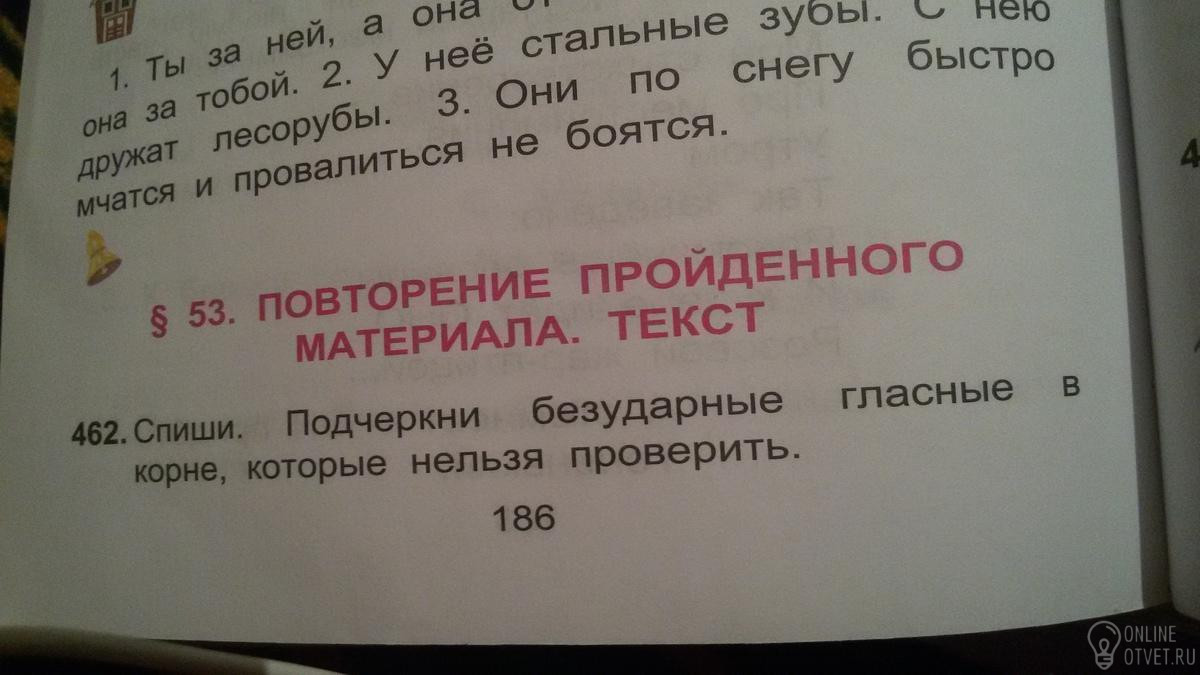 1. Ты за ней, а она от
она за тобой. 2. У неё стальные зубы. С нею
дружат лесорубы. 3. Они по снегу быстро
мчатся и провалиться не боятся.
§ 53. ПОВТОРЕНИЕ ПРОЙДЕННОГО
МАТЕРИАЛА. ТЕКСТ
462. Спиши. Подчеркни безударные гласные в
корне, которые нельзя проверить.
186
4
ONLINE
OTVET.RU